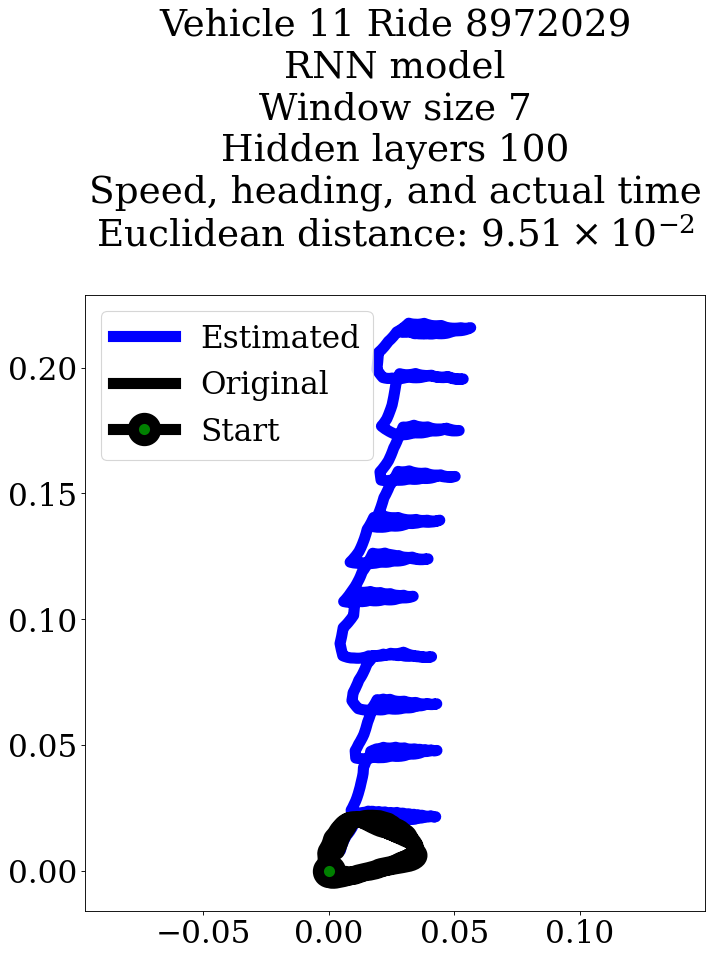 Vehicle 11 Ride 8972029
RNN model
Window size 7
Hidden layers 100
Speed, heading, and actual time
Euclidean distance: 9.51 × 10⁻²
Estimated
Original
Start
0.20
0.15
0.10
0.05
0.00
−0.05 0.00 0.05 0.10